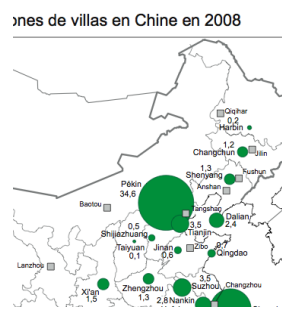 ones de villas en Chine en 2008
Qiqihar
0,2
Harbin
1,2
Changchun
Jilin
1,3
Shenyang
Fushun
Anshan
Pékin
34,6
Baotou
Tangshan
Dalian
3,5
2,4
Tianjin
0,5
Shijiazhuang
Taiyuan
0,1
Jinan
0,6
Zibo
0,7
Qingdao
Lanzhou
Xi'an
1,5
Zhengzhou
1,3
3,5
Suzhou
Changzhou
2,8
Nankin